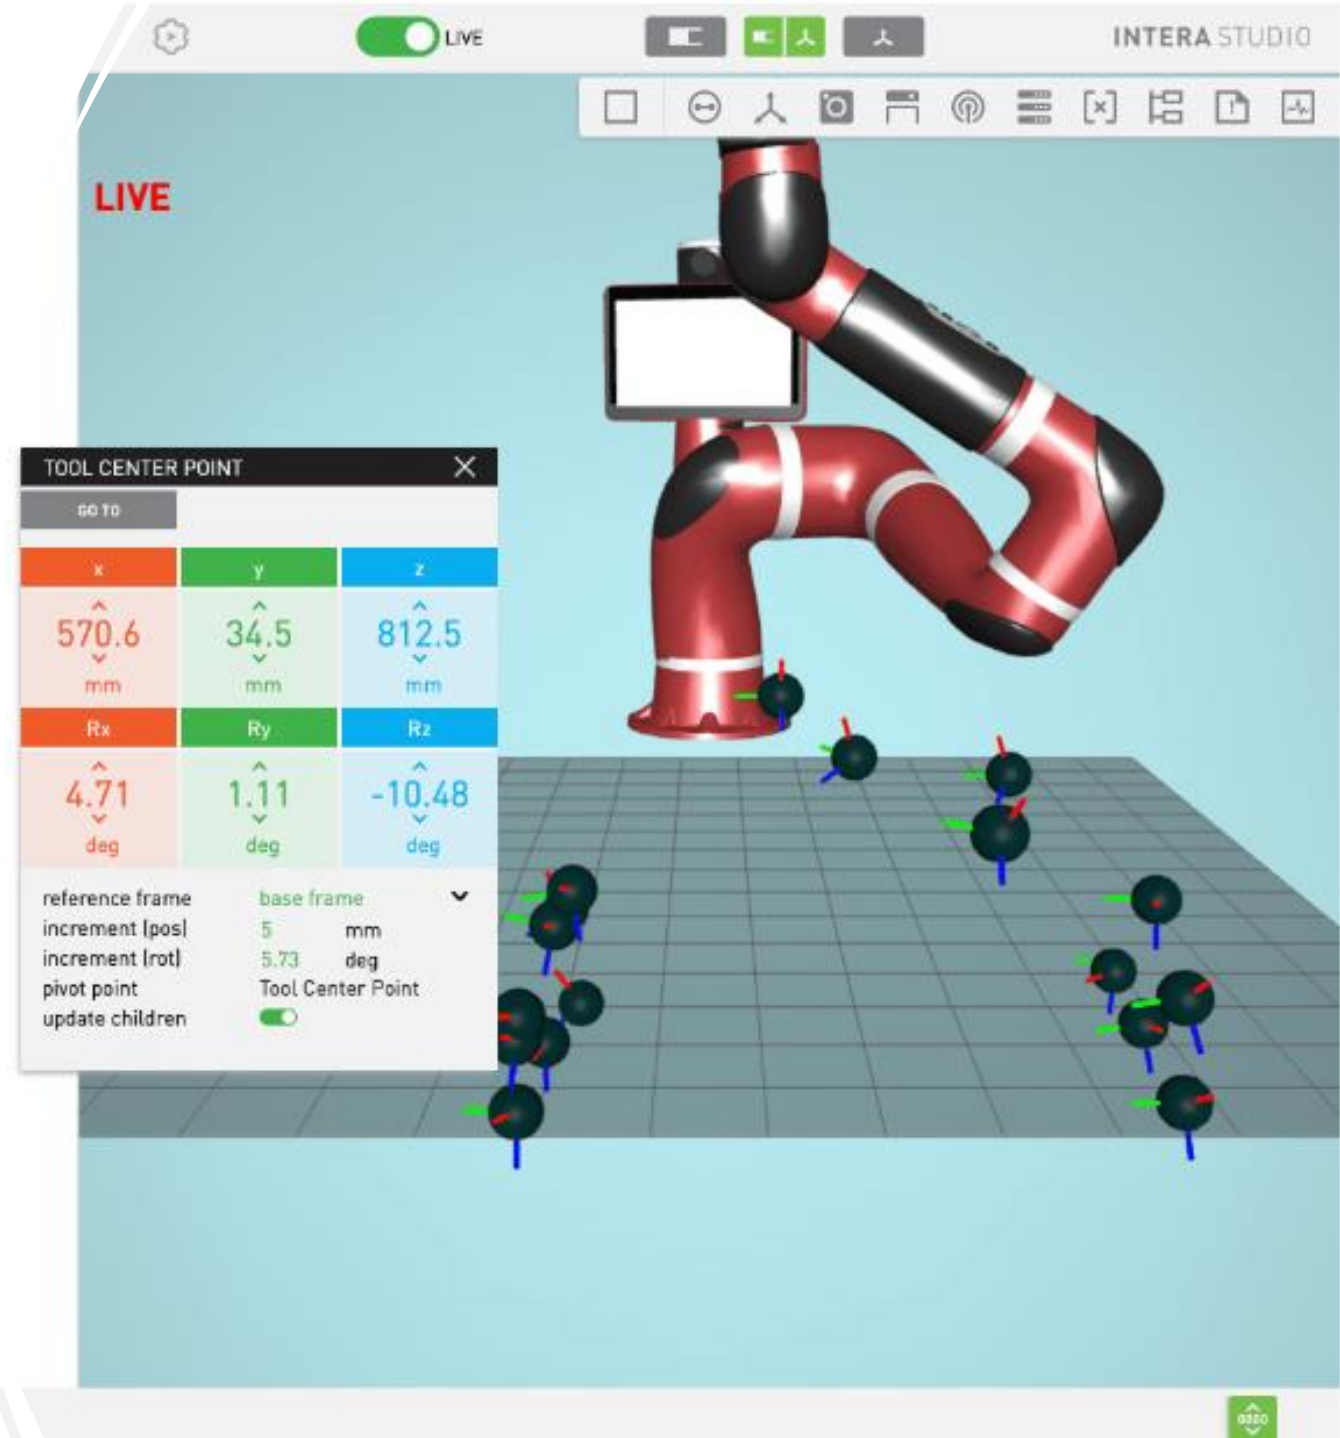 LIVE
INTERA STUDIO
LIVE
TOOL CENTER POINT
GO TO
x y z
570.6 34.5 812.5
mm mm mm
Rx Ry Rz
4.71 1.11 -10.48
deg deg deg
reference frame base frame
increment (pos) 5 mm
increment (rot) 5.73 deg
pivot point Tool Center Point
update children